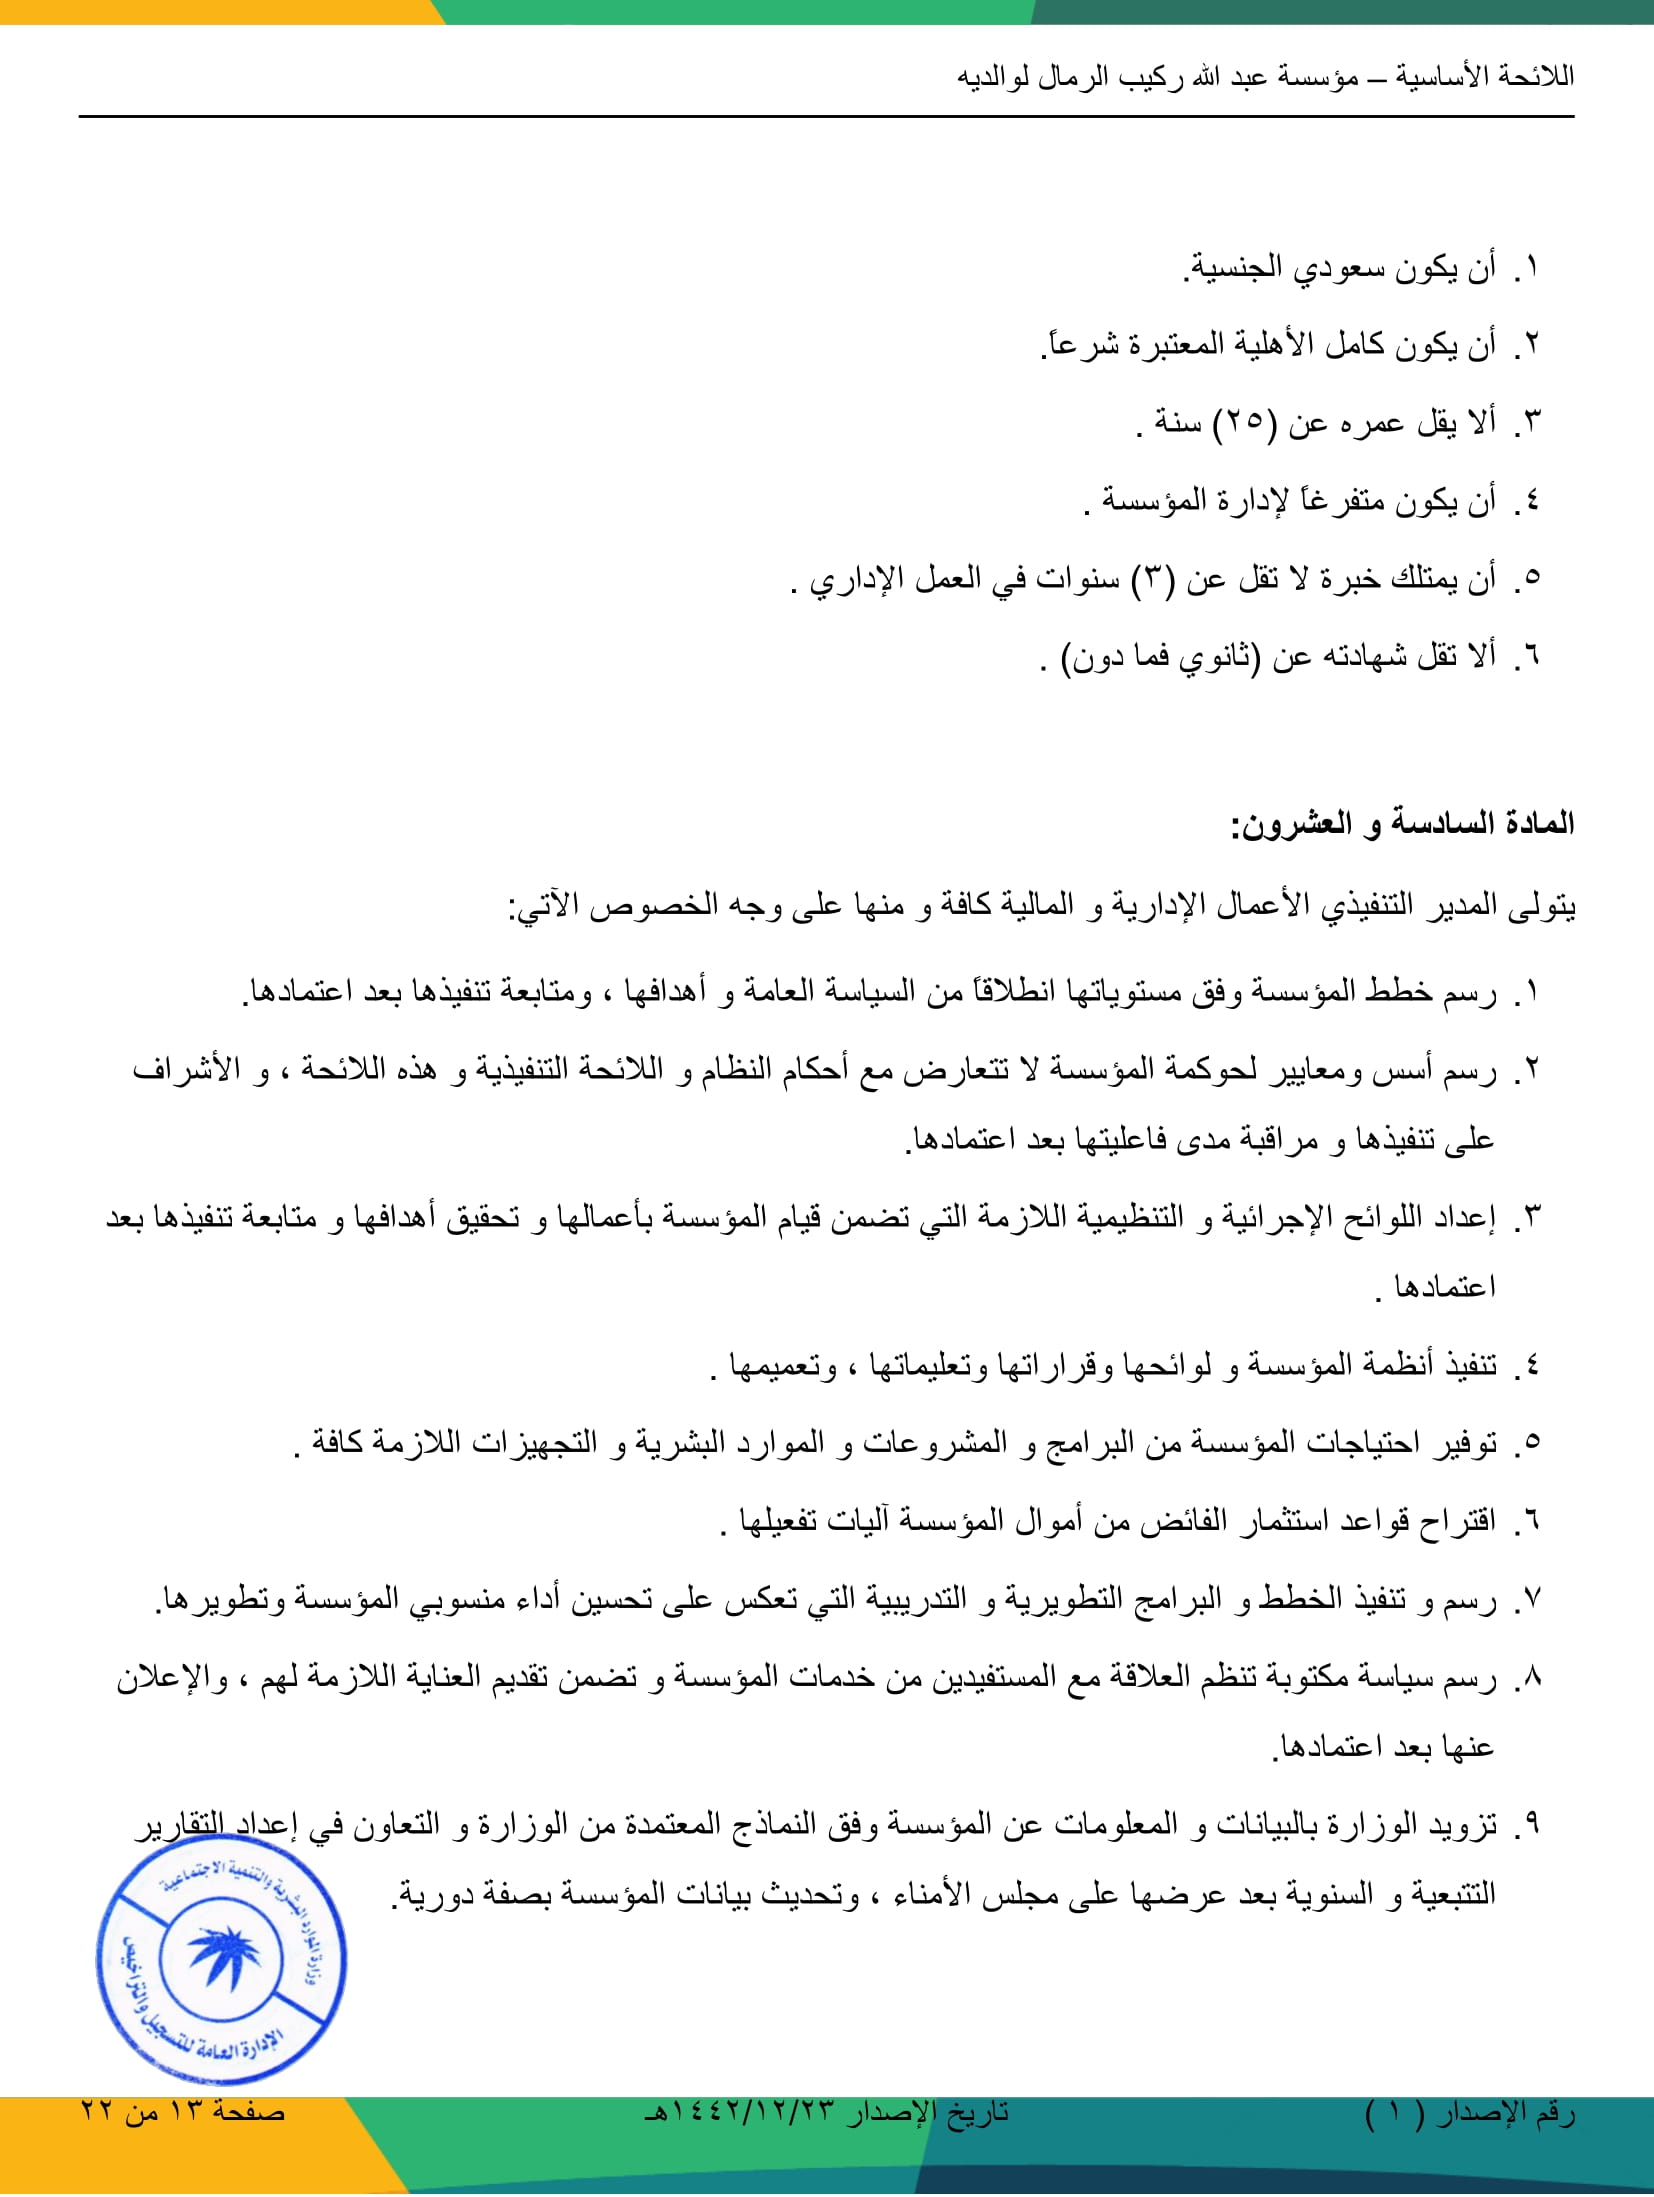 اللائحة الأساسية – مؤسسة عبد الله ركيب الرمال لوالديه
١. أن يكون سعودي الجنسية.
٢. أن يكون كامل الأهلية المعتبرة شرعاً.
٣. ألا يقل عمره عن (٢٥) سنة .
٤. أن يكون متفرغاً لإدارة المؤسسة .
٥. أن يمتلك خبرة لا تقل عن (٣) سنوات في العمل الإداري .
٦. ألا تقل شهادته عن (ثانوي فما دون) .
المادة السادسة و العشرون:
يتولى المدير التنفيذي الأعمال الإدارية و المالية كافة و منها على وجه الخصوص الآتي:
١. رسم خطط المؤسسة وفق مستوياتها انطلاقاً من السياسة العامة و أهدافها ، ومتابعة تنفيذها بعد اعتمادها.
٢. رسم أسس ومعايير لحوكمة المؤسسة لا تتعارض مع أحكام النظام و اللائحة التنفيذية و هذه اللائحة ، و الأشراف
على تنفيذها و مراقبة مدى فاعليتها بعد اعتمادها.
٣. إعداد اللوائح الإجرائية و التنظيمية اللازمة التي تضمن قيام المؤسسة بأعمالها و تحقيق أهدافها و متابعة تنفيذها بعد
اعتمادها .
٤. تنفيذ أنظمة المؤسسة و لوائحها وقراراتها وتعليماتها ، وتعميمها .
٥. توفير احتياجات المؤسسة من البرامج و المشروعات و الموارد البشرية و التجهيزات اللازمة كافة .
٦. اقتراح قواعد استثمار الفائض من أموال المؤسسة آليات تفعيلها .
٧. رسم و تنفيذ الخطط و البرامج التطويرية و التدريبية التي تعكس على تحسين أداء منسوبي المؤسسة وتطويرها.
٨. رسم سياسة مكتوبة تنظم العلاقة مع المستفيدين من خدمات المؤسسة و تضمن تقديم العناية اللازمة لهم ، والإعلان
عنها بعد اعتمادها.
٩. تزويد الوزارة بالبيانات و المعلومات عن المؤسسة وفق النماذج المعتمدة من الوزارة و التعاون في إعداد التقارير
التتبعية و السنوية بعد عرضها على مجلس الأمناء ، وتحديث بيانات المؤسسة بصفة دورية.
وزارة الموارد البشرية والتنمية الاجتماعية
الإدارة العامة للتسجيل والتراخيص
رقم الإصدار ( ١ ) تاريخ الإصدار ١٤٤٢/١٢/٢٣هـ صفحة ١٣ من ٢٢